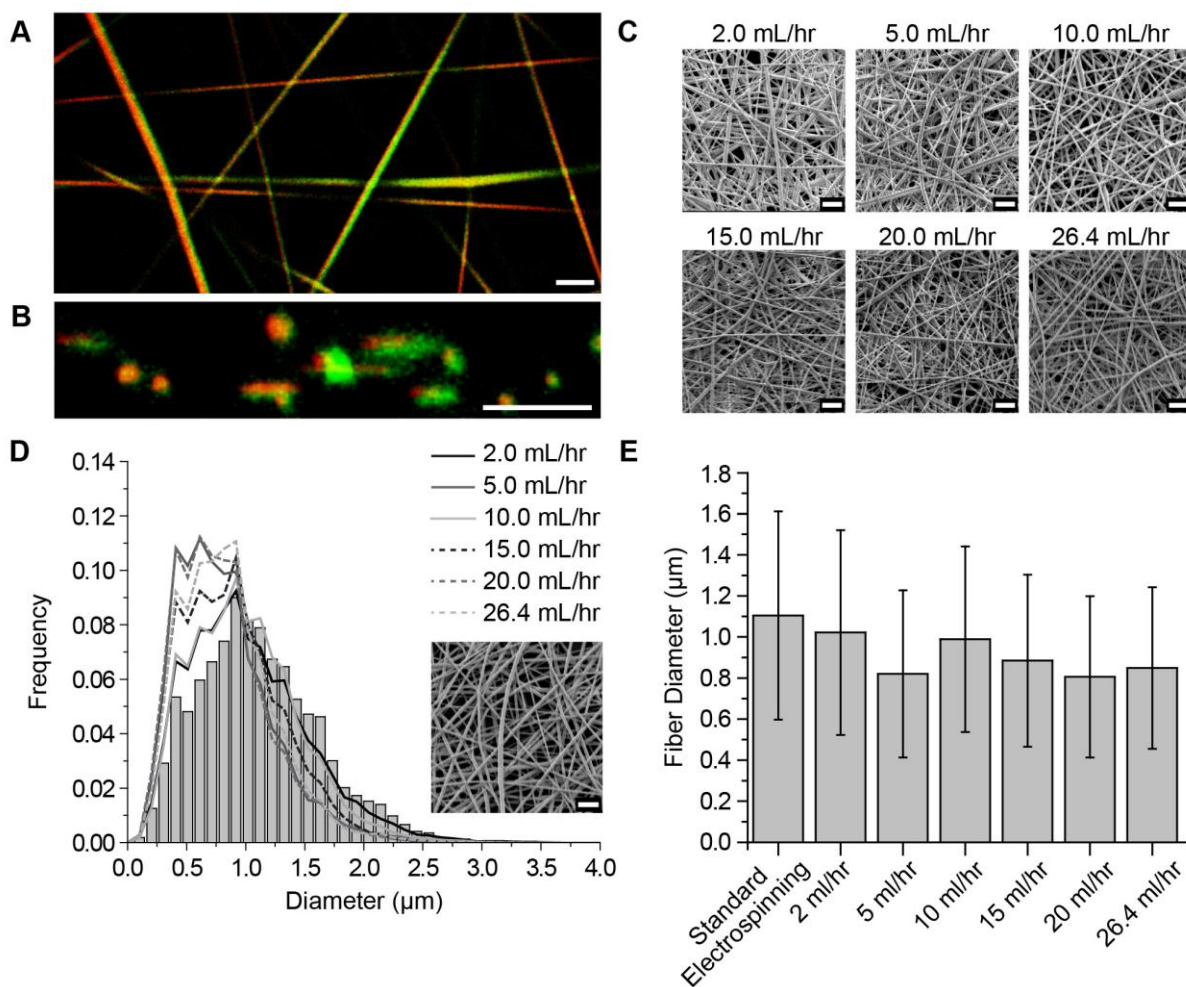 A
B
C
2.0 mL/hr
5.0 mL/hr
10.0 mL/hr
15.0 mL/hr
20.0 mL/hr
26.4 mL/hr
D
0.14
0.12
0.10
0.08
0.06
0.04
0.02
0.00
Frequency
0.0
0.5
1.0
1.5
2.0
2.5
3.0
3.5
4.0
Diameter (μm)
2.0 mL/hr
5.0 mL/hr
10.0 mL/hr
15.0 mL/hr
20.0 mL/hr
26.4 mL/hr
E
1.8
1.6
1.4
1.2
1.0
0.8
0.6
0.4
0.2
0.0
Fiber Diameter (μm)
Standard
Electrospinning
2 ml/hr
5 ml/hr
10 ml/hr
15 ml/hr
20 ml/hr
26.4 ml/hr